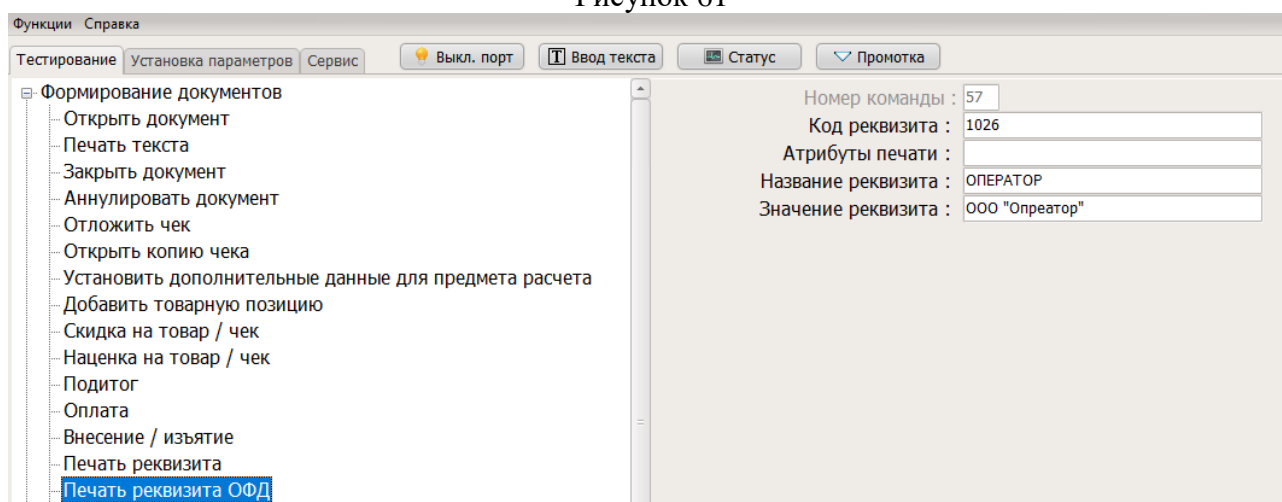 Рисунок 61
Функции Справка
Тестирование Установка параметров Сервис Выкл. порт T Ввод текста Статус Промотка
Формирование документов
Открыть документ
Печать текста
Закрыть документ
Аннулировать документ
Отложить чек
Открыть копию чека
Установить дополнительные данные для предмета расчета
Добавить товарную позицию
Скидка на товар / чек
Наценка на товар / чек
Подитог
Оплата
Внесение / изъятие
Печать реквизита
Печать реквизита ОФД
Номер команды : 57
Код реквизита : 1026
Атрибуты печати :
Название реквизита : ОПЕРАТОР
Значение реквизита : ООО "Опреатор"